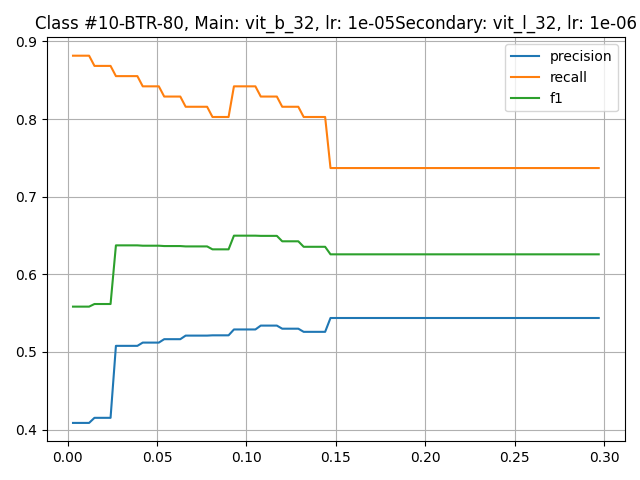 Class #10-BTR-80, Main: vit_b_32, lr: 1e-05Secondary: vit_l_32, lr: 1e-06
precision
recall
f1
0.9
0.8
0.7
0.6
0.5
0.4
0.00 0.05 0.10 0.15 0.20 0.25 0.30